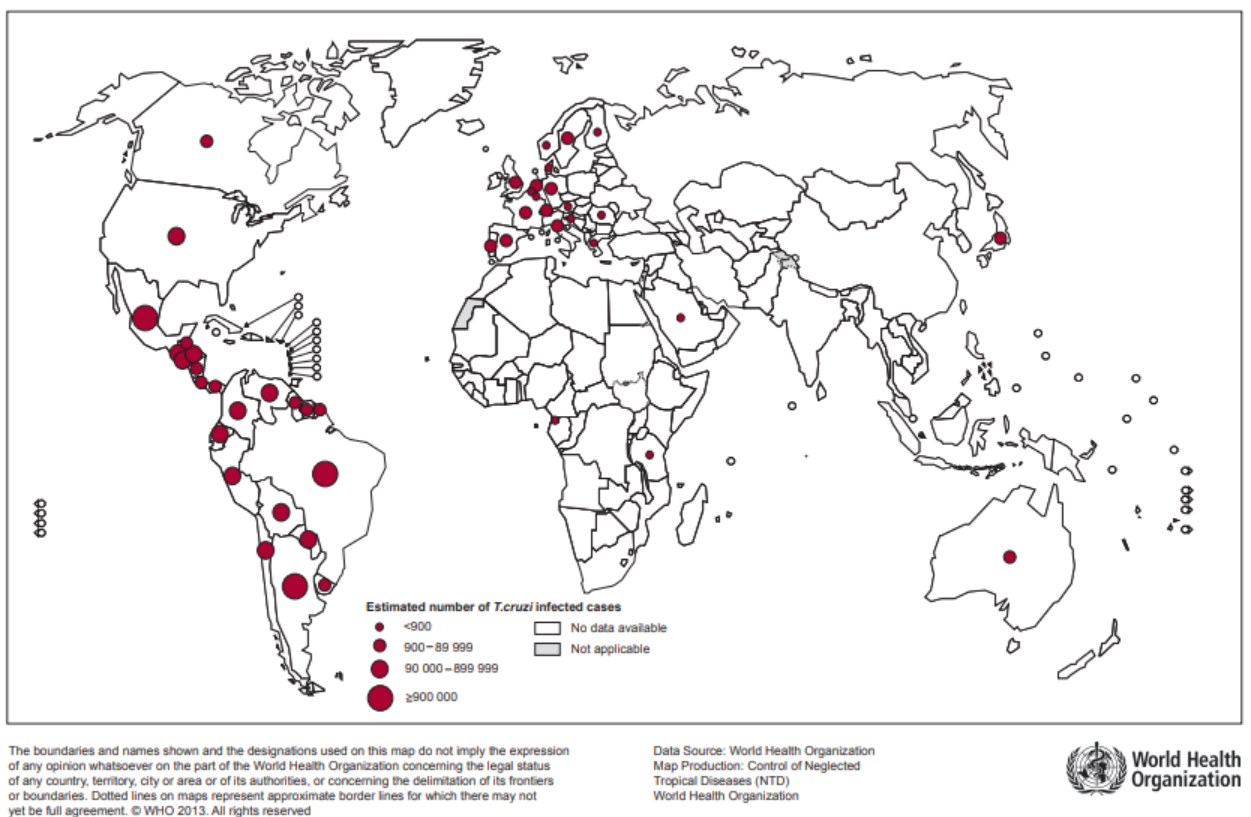 Estimated number of T.cruzi infected cases
<900
900–89 999
90 000–899 999
≥900 000
No data available
Not applicable
The boundaries and names shown and the designations used on this map do not imply the expression
of any opinion whatsoever on the part of the World Health Organization concerning the legal status
of any country, territory, city or area or of its authorities, or concerning the delimitation of its frontiers
or boundaries. Dotted lines on maps represent approximate border lines for which there may not
yet be full agreement. © WHO 2013. All rights reserved
Data Source: World Health Organization
Map Production: Control of Neglected
Tropical Diseases (NTD)
World Health Organization
World Health
Organization